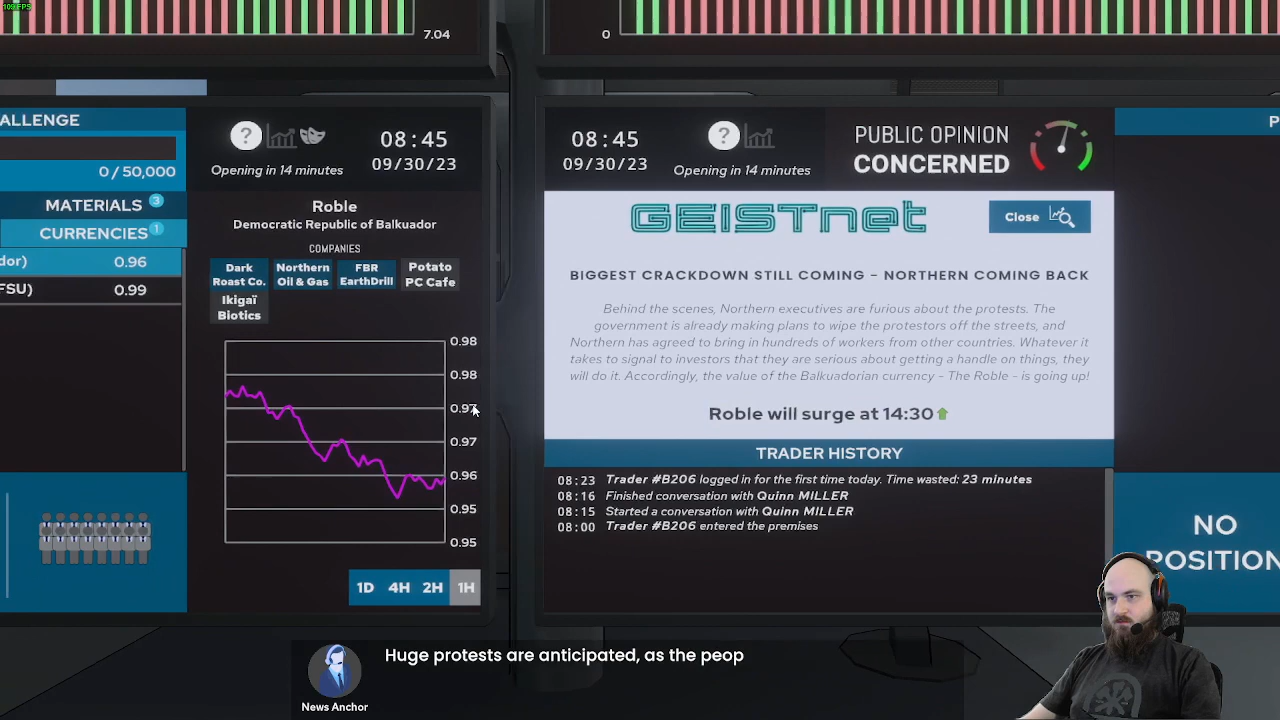 109 FPS
7.04
0
ALLENGE
0 / 50,000
MATERIALS 3
CURRENCIES 1
dor) 0.96
FSU) 0.99
?
08:45
09/30/23
Opening in 14 minutes
Roble
Democratic Republic of Balkuador
COMPANIES
Dark
Roast Co.
Northern
Oil & Gas
FBR
EarthDrill
Potato
PC Cafe
Ikigaï
Biotics
0.98
0.98
0.97
0.97
0.96
0.95
0.95
1D 4H 2H 1H
08:45
09/30/23
?
Opening in 14 minutes
PUBLIC OPINION
CONCERNED
P
GEISTnet
Close
BIGGEST CRACKDOWN STILL COMING - NORTHERN COMING BACK
Behind the scenes, Northern executives are furious about the protests. The
government is already making plans to wipe the protestors off the streets, and
Northern has agreed to bring in hundreds of workers from other countries. Whatever it
takes to signal to investors that they are serious about getting a handle on things, they
will do it. Accordingly, the value of the Balkuadorian currency - The Roble - is going up!
Roble will surge at 14:30
TRADER HISTORY
08:23 Trader #B206 logged in for the first time today. Time wasted: 23 minutes
08:16 Finished conversation with Quinn MILLER
08:15 Started a conversation with Quinn MILLER
08:00 Trader #B206 entered the premises
NO
POSITION
Huge protests are anticipated, as the peop
News Anchor